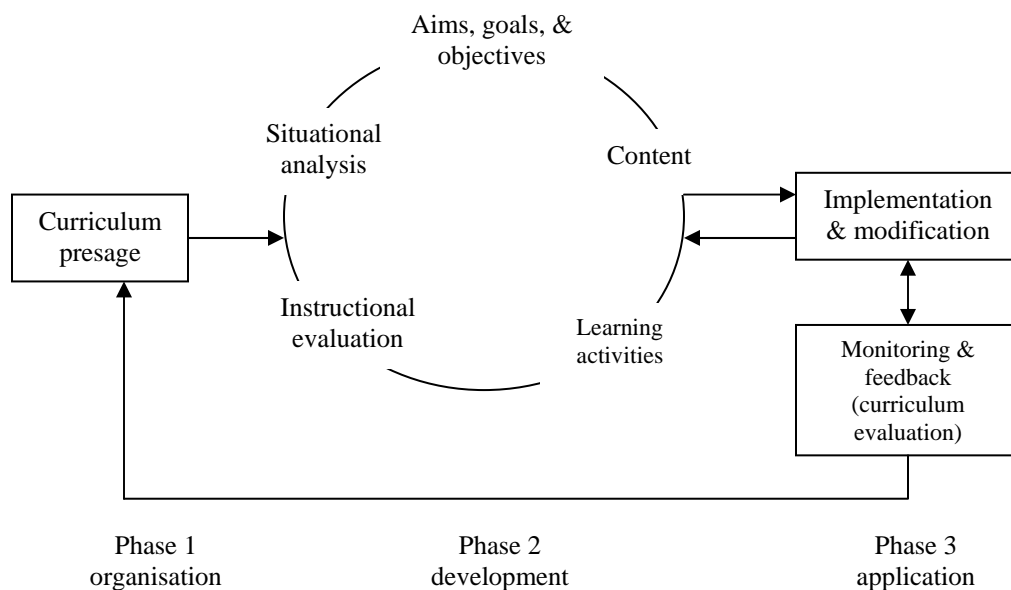 Aims, goals, &
objectives
Situational
analysis
Content
Curriculum
presage
Implementation
& modification
Instructional
evaluation
Learning
activities
Monitoring &
feedback
(curriculum
evaluation)
Phase 1
organisation
Phase 2
development
Phase 3
application